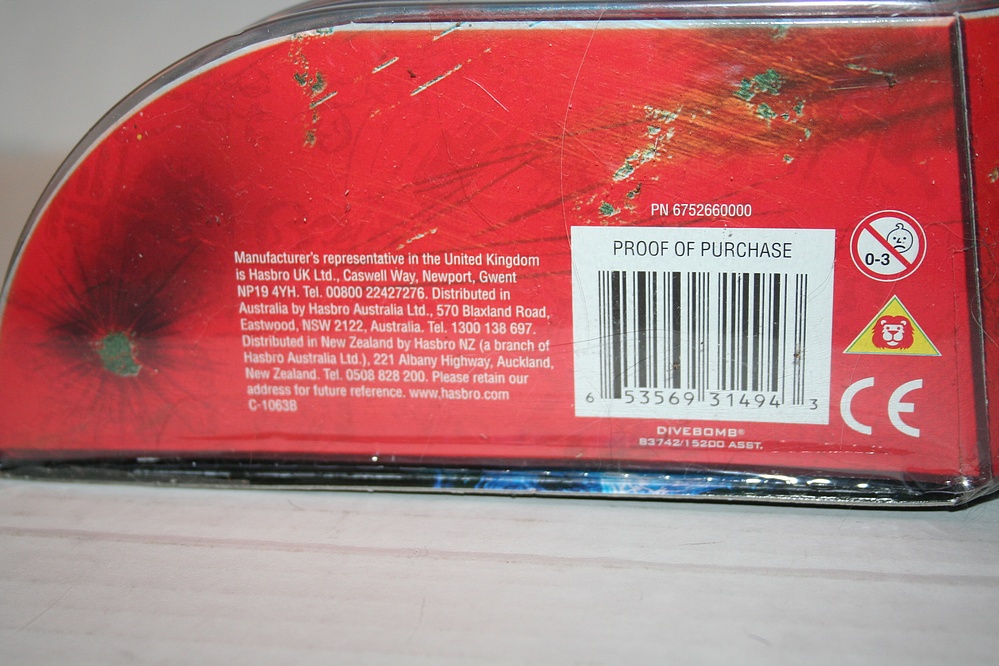 PN 6752660000
PROOF OF PURCHASE
6 53569 31494 3
DIVEBOMB®
83742/15200 ASST.
0-3
CE
Manufacturer's representative in the United Kingdom
is Hasbro UK Ltd., Caswell Way, Newport, Gwent
NP19 4YH. Tel. 00800 22427276. Distributed in
Australia by Hasbro Australia Ltd., 570 Blaxland Road,
Eastwood, NSW 2122, Australia. Tel. 1300 138 697.
Distributed in New Zealand by Hasbro NZ (a branch of
Hasbro Australia Ltd.), 221 Albany Highway, Auckland,
New Zealand. Tel. 0508 828 200. Please retain our
address for future reference. www.hasbro.com
C-1063B